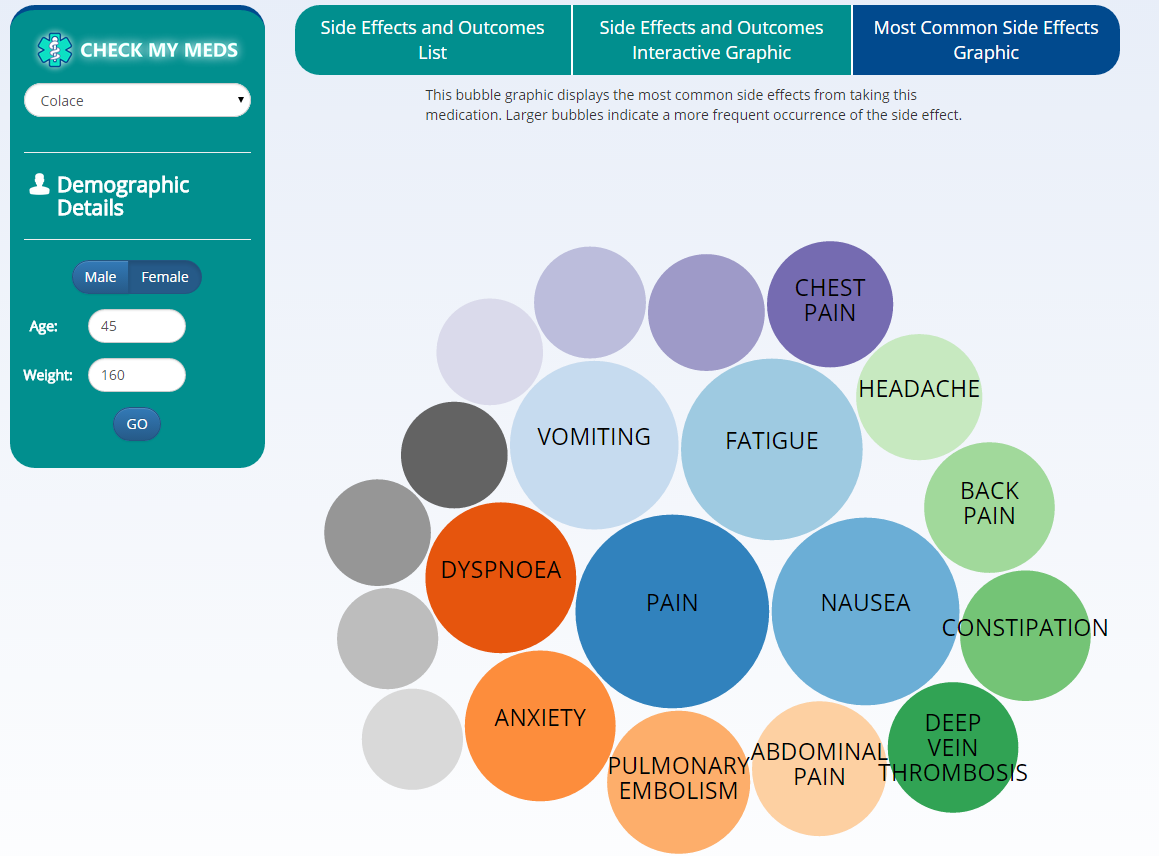 CHECK MY MEDS
Colace
Demographic
Details
Male
Female
Age:
45
Weight:
160
GO
Side Effects and Outcomes
List
Side Effects and Outcomes
Interactive Graphic
Most Common Side Effects
Graphic
This bubble graphic displays the most common side effects from taking this
medication. Larger bubbles indicate a more frequent occurrence of the side effect.
CHEST
PAIN
HEADACHE
VOMITING
FATIGUE
BACK
PAIN
DYSPNOEA
PAIN
NAUSEA
CONSTIPATION
ANXIETY
PULMONARY
EMBOLISM
ABDOMINAL
PAIN
DEEP
VEIN
THROMBOSIS